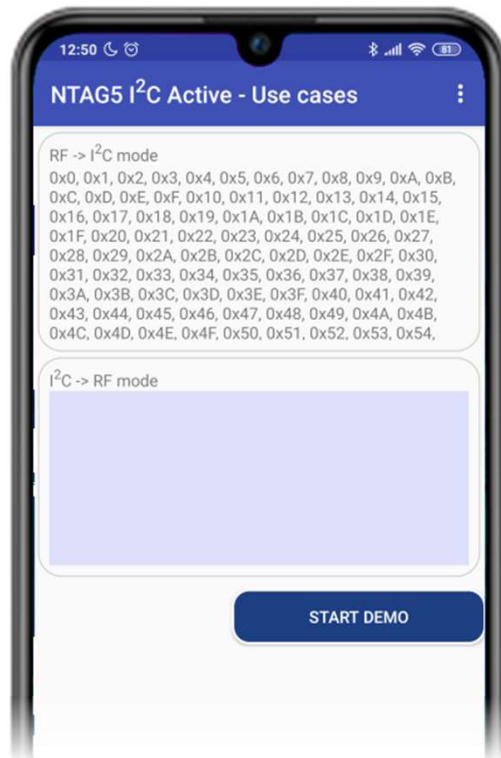 12:50
81
NTAG5 I²C Active - Use cases
RF -> I²C mode
0x0, 0x1, 0x2, 0x3, 0x4, 0x5, 0x6, 0x7, 0x8, 0x9, 0xA, 0xB,
0xC, 0xD, 0xE, 0xF, 0x10, 0x11, 0x12, 0x13, 0x14, 0x15,
0x16, 0x17, 0x18, 0x19, 0x1A, 0x1B, 0x1C, 0x1D, 0x1E,
0x1F, 0x20, 0x21, 0x22, 0x23, 0x24, 0x25, 0x26, 0x27,
0x28, 0x29, 0x2A, 0x2B, 0x2C, 0x2D, 0x2E, 0x2F, 0x30,
0x31, 0x32, 0x33, 0x34, 0x35, 0x36, 0x37, 0x38, 0x39,
0x3A, 0x3B, 0x3C, 0x3D, 0x3E, 0x3F, 0x40, 0x41, 0x42,
0x43, 0x44, 0x45, 0x46, 0x47, 0x48, 0x49, 0x4A, 0x4B,
0x4C, 0x4D, 0x4E, 0x4F, 0x50, 0x51, 0x52, 0x53, 0x54,
I²C -> RF mode
START DEMO